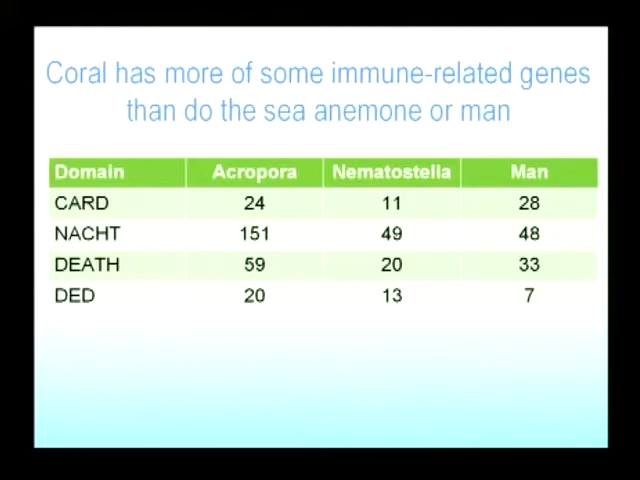 Coral has more of some immune-related genes
than do the sea anemone or man
Domain Acropora Nematostella Man
CARD 24 11 28
NACHT 151 49 48
DEATH 59 20 33
DED 20 13 7